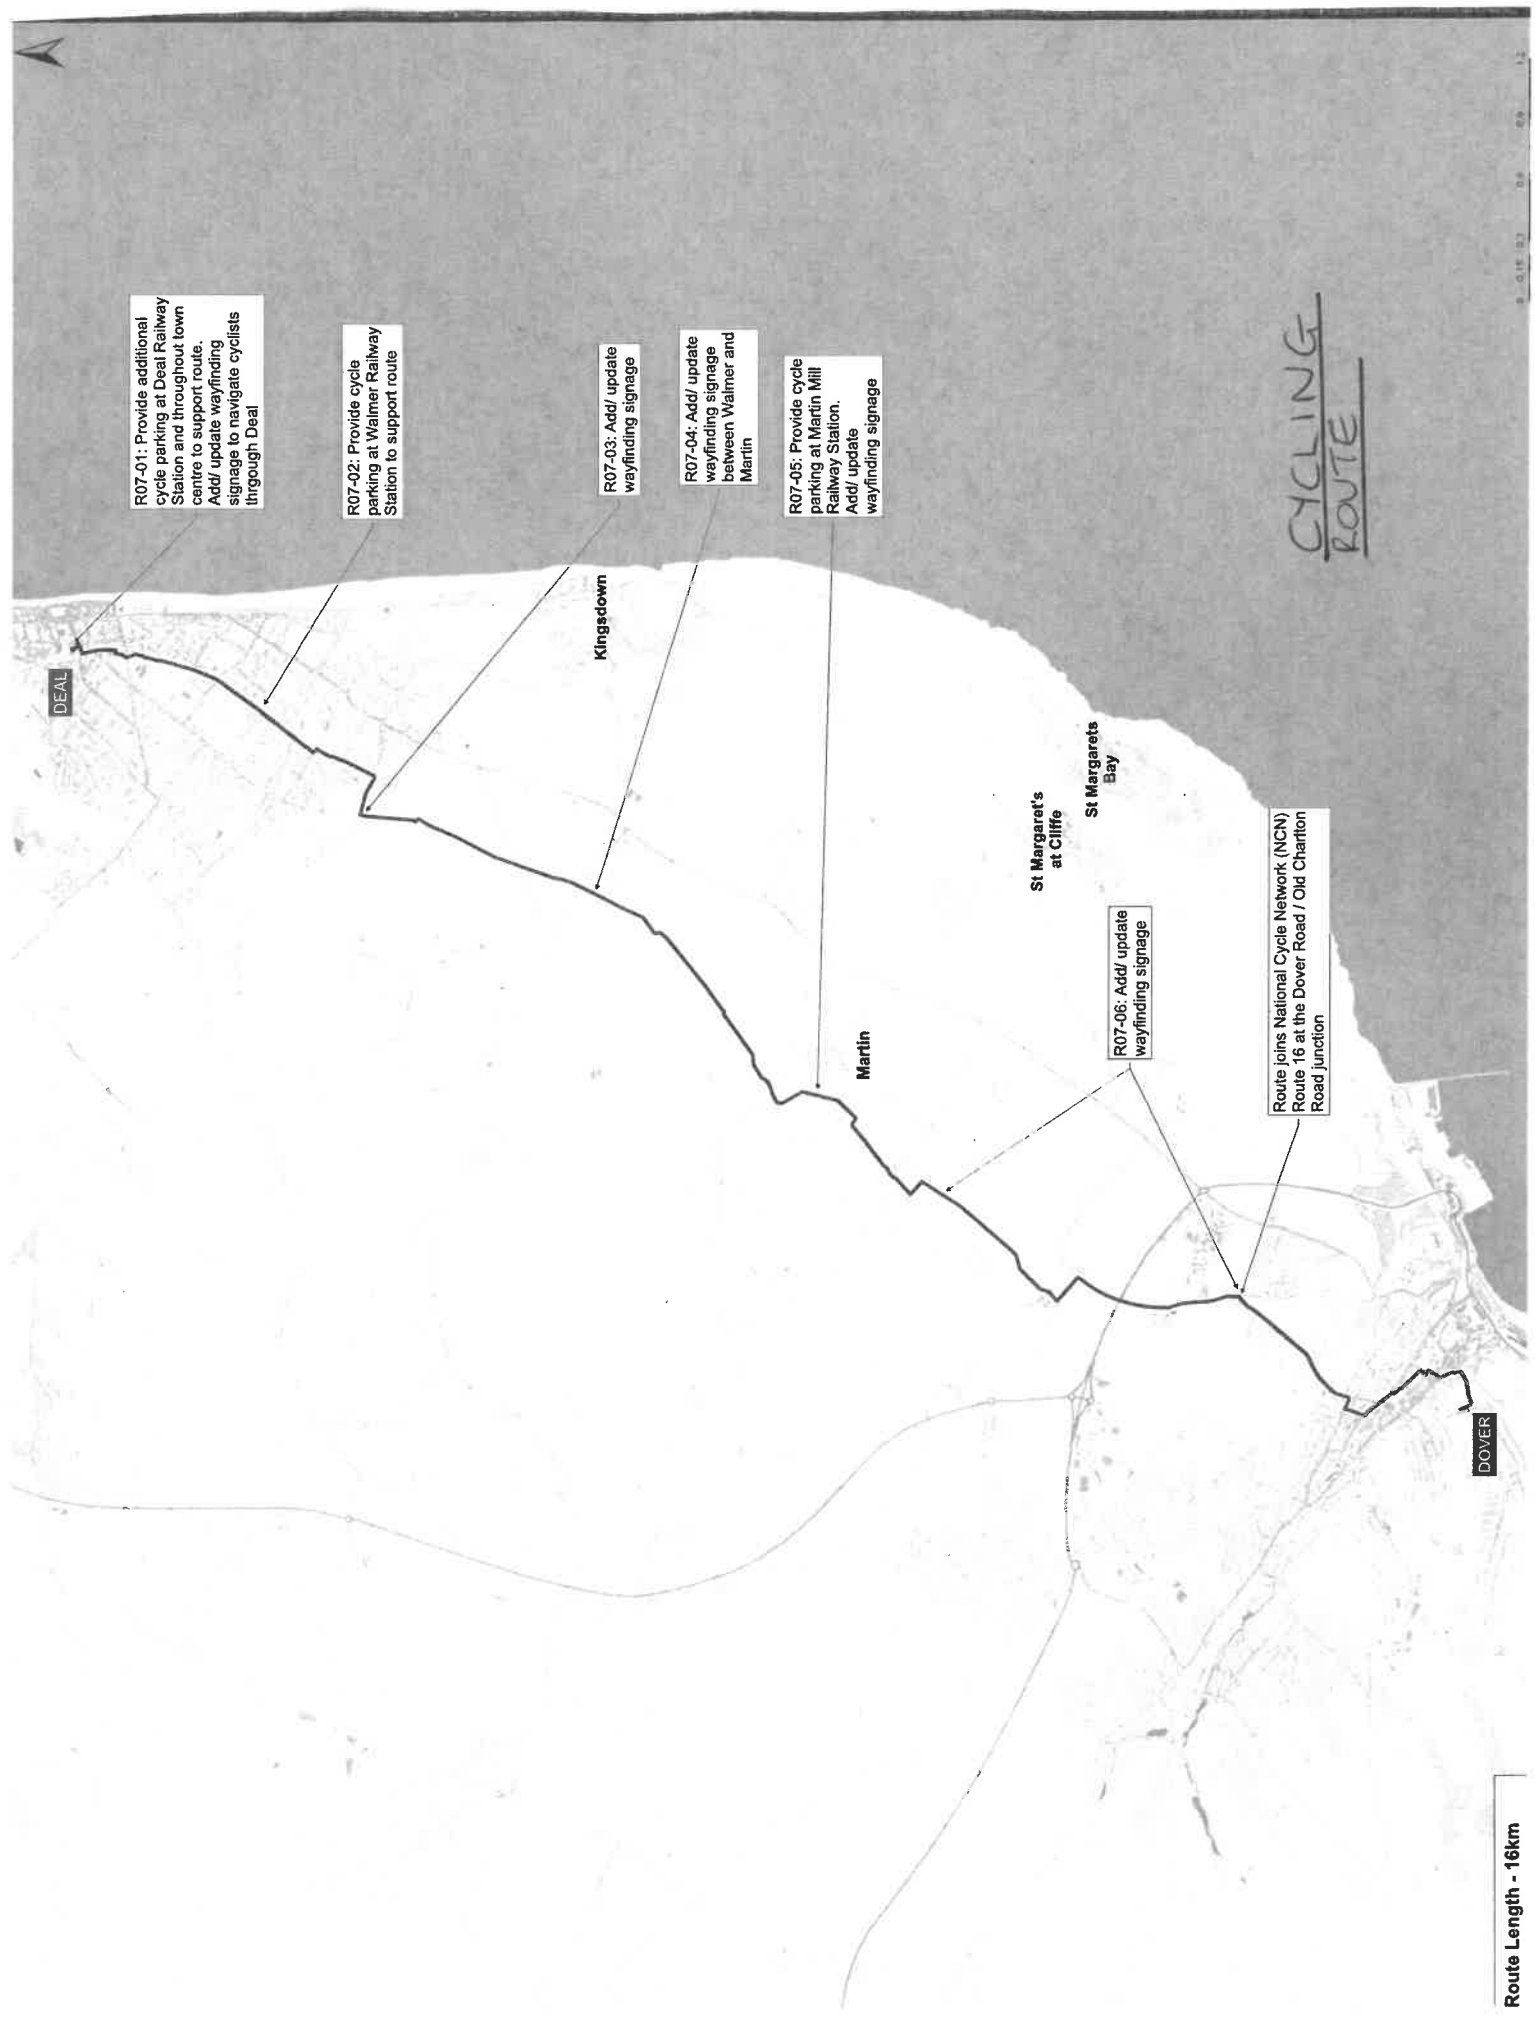 DEAL
R07-01: Provide additional
cycle parking at Deal Railway
Station and throughout town
centre to support route.
Add/ update wayfinding
signage to navigate cyclists
thrgough Deal
R07-02: Provide cycle
parking at Walmer Railway
Station to support route
R07-03: Add/ update
wayfinding signage
Kingsdown
R07-04: Add/ update
wayfinding signage
between Walmer and
Martin
R07-05: Provide cycle
parking at Martin Mill
Railway Station.
Add/ update
wayfinding signage
Martin
St Margaret's
at Cliffe
St Margarets
Bay
R07-06: Add/ update
wayfinding signage
Route joins National Cycle Network (NCN)
Route 16 at the Dover Road / Old Charlton
Road junction
CYCLING
ROUTE
DOVER
Route Length - 16km